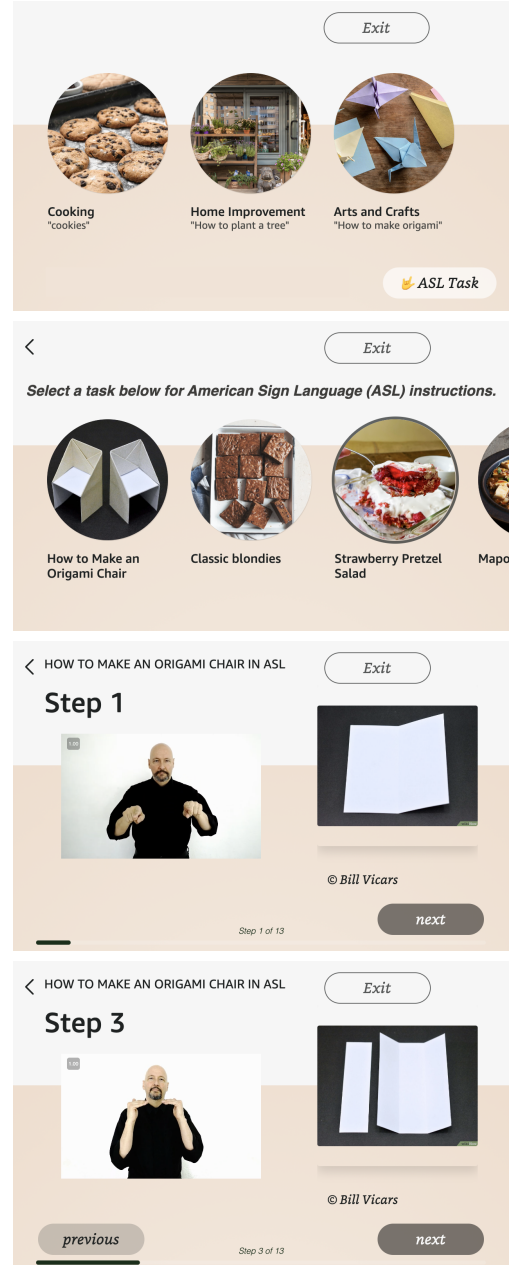 Exit
Cooking
"cookies"
Home Improvement
"How to plant a tree"
Arts and Crafts
"How to make origami"
🤟 ASL Task
Exit
Select a task below for American Sign Language (ASL) instructions.
How to Make an
Origami Chair
Classic blondies
Strawberry Pretzel
Salad
Mapo
HOW TO MAKE AN ORIGAMI CHAIR IN ASL
Exit
Step 1
© Bill Vicars
Step 1 of 13
next
HOW TO MAKE AN ORIGAMI CHAIR IN ASL
Exit
Step 3
© Bill Vicars
previous
Step 3 of 13
next